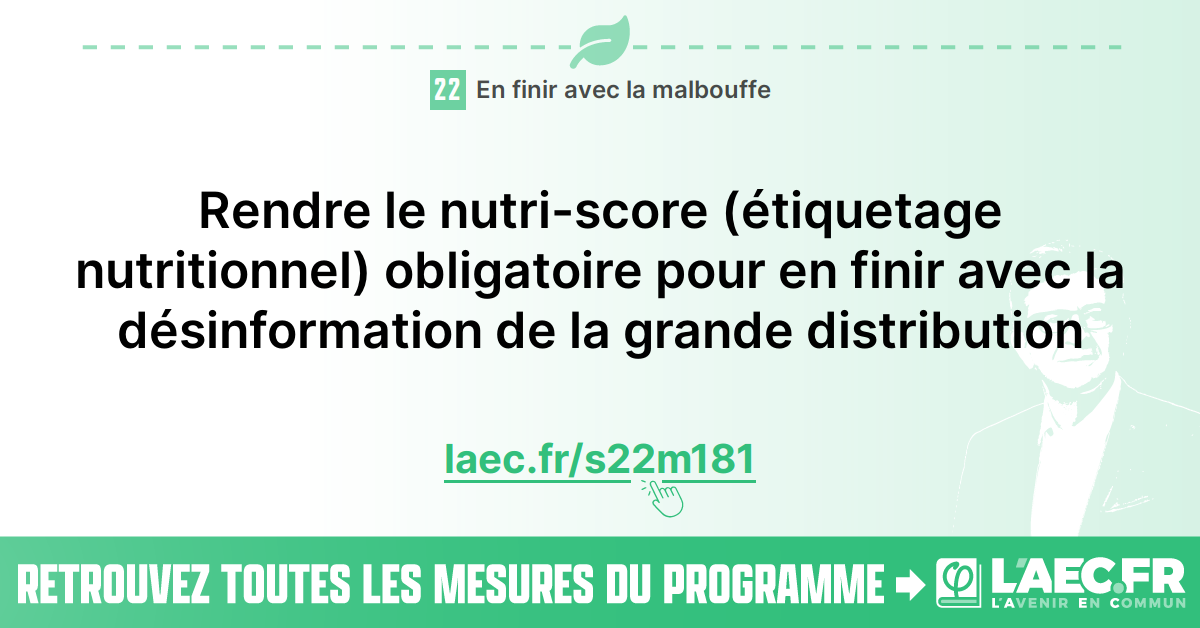 22 En finir avec la malbouffe
Rendre le nutri-score (étiquetage
nutritionnel) obligatoire pour en finir avec la
désinformation de la grande distribution
laec.fr/s22m181
RETROUVEZ TOUTES LES MESURES DU PROGRAMME
L'AEC.FR
L'AVENIR EN COMMUN